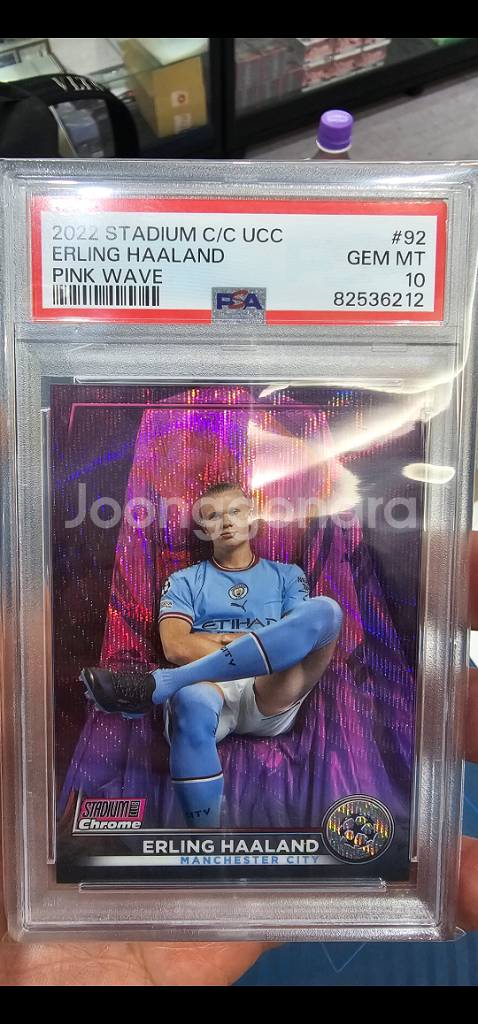 2022 STADIUM C/C UCC
#92
ERLING HAALAND
GEM MT
PINK WAVE
10
PSA
82536212
Joonggonara
ETIHAD
CITY
CITY
STADIUM CLUB
Chrome
ERLING HAALAND
MANCHESTER CITY